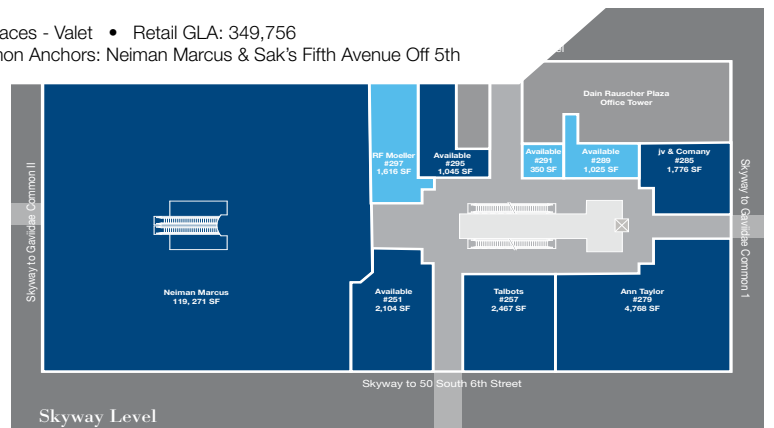 aces - Valet • Retail GLA: 349,756
on Anchors: Neiman Marcus & Sak's Fifth Avenue Off 5th
Dain Rauscher Plaza
Office Tower
RF Moeller
#297
1,616 SF
Available
#295
1,045 SF
Available
#291
350 SF
Available
#289
1,025 SF
jv & Comany
#285
1,776 SF
Skyway to Gaviidae Common II
Skyway to Gaviidae Common 1
Neiman Marcus
119, 271 SF
Available
#251
2,104 SF
Talbots
#257
2,467 SF
Ann Taylor
#279
4,768 SF
Skyway to 50 South 6th Street
Skyway Level